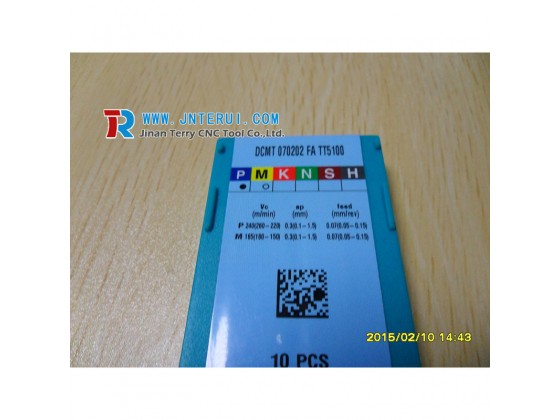 WWW. JNTERUI.COM
TR
Jinan Terry CNC Tool Co.,Ltd.
DCMT 070202 FA TT5100
P M K N S H
Vc ap feed
(m/min) (mm) (mm/rev)
P 240(260~220) 0.3(0.1~1.5) 0.07(0.05~0.15)
M 165(180~150) 0.3(0.1~1.5) 0.07(0.05~0.15)
10 PCS
2015/02/10 14:43